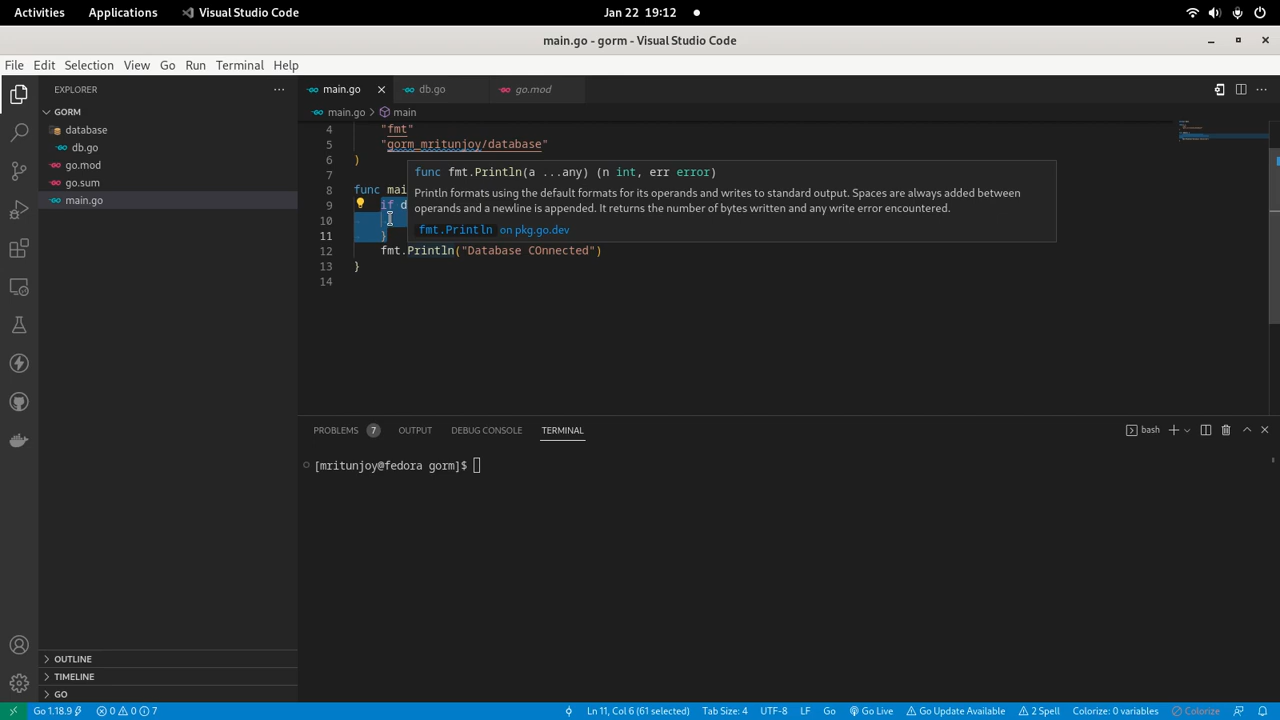 Activities Applications Visual Studio Code Jan 22 19:12
main.go - gorm - Visual Studio Code
File Edit Selection View Go Run Terminal Help
EXPLORER
main.go db.go go.mod
GORM
main.go > main
database
db.go
go.mod
go.sum
main.go
4 "fmt"
5 "gorm_mritunjoy/database"
6 )
7
func fmt.Println(a ...any) (n int, err error)
8 func mai
Println formats using the default formats for its operands and writes to standard output. Spaces are always added between
9 if d
operands and a newline is appended. It returns the number of bytes written and any write error encountered.
10
fmt.Println on pkg.go.dev
11 }
12 fmt.Println("Database COnnected")
13 }
14
PROBLEMS 7 OUTPUT DEBUG CONSOLE TERMINAL bash
[mritunjoy@fedora gorm]$
OUTLINE
TIMELINE
GO
Go 1.18.9 0 0 7 Ln 11, Col 6 (61 selected) Tab Size: 4 UTF-8 LF Go Go Live Go Update Available 2 Spell Colorize: 0 variables Colorize